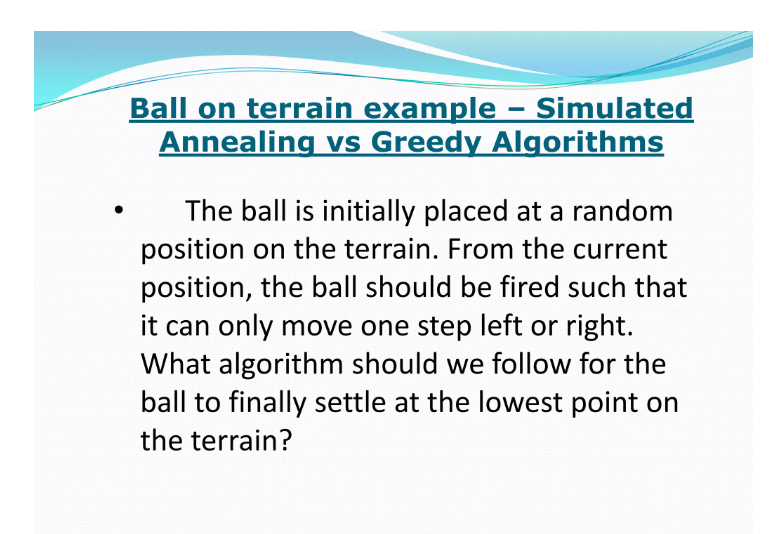 Ball on terrain example – Simulated
Annealing vs Greedy Algorithms
• The ball is initially placed at a random
position on the terrain. From the current
position, the ball should be fired such that
it can only move one step left or right.
What algorithm should we follow for the
ball to finally settle at the lowest point on
the terrain?